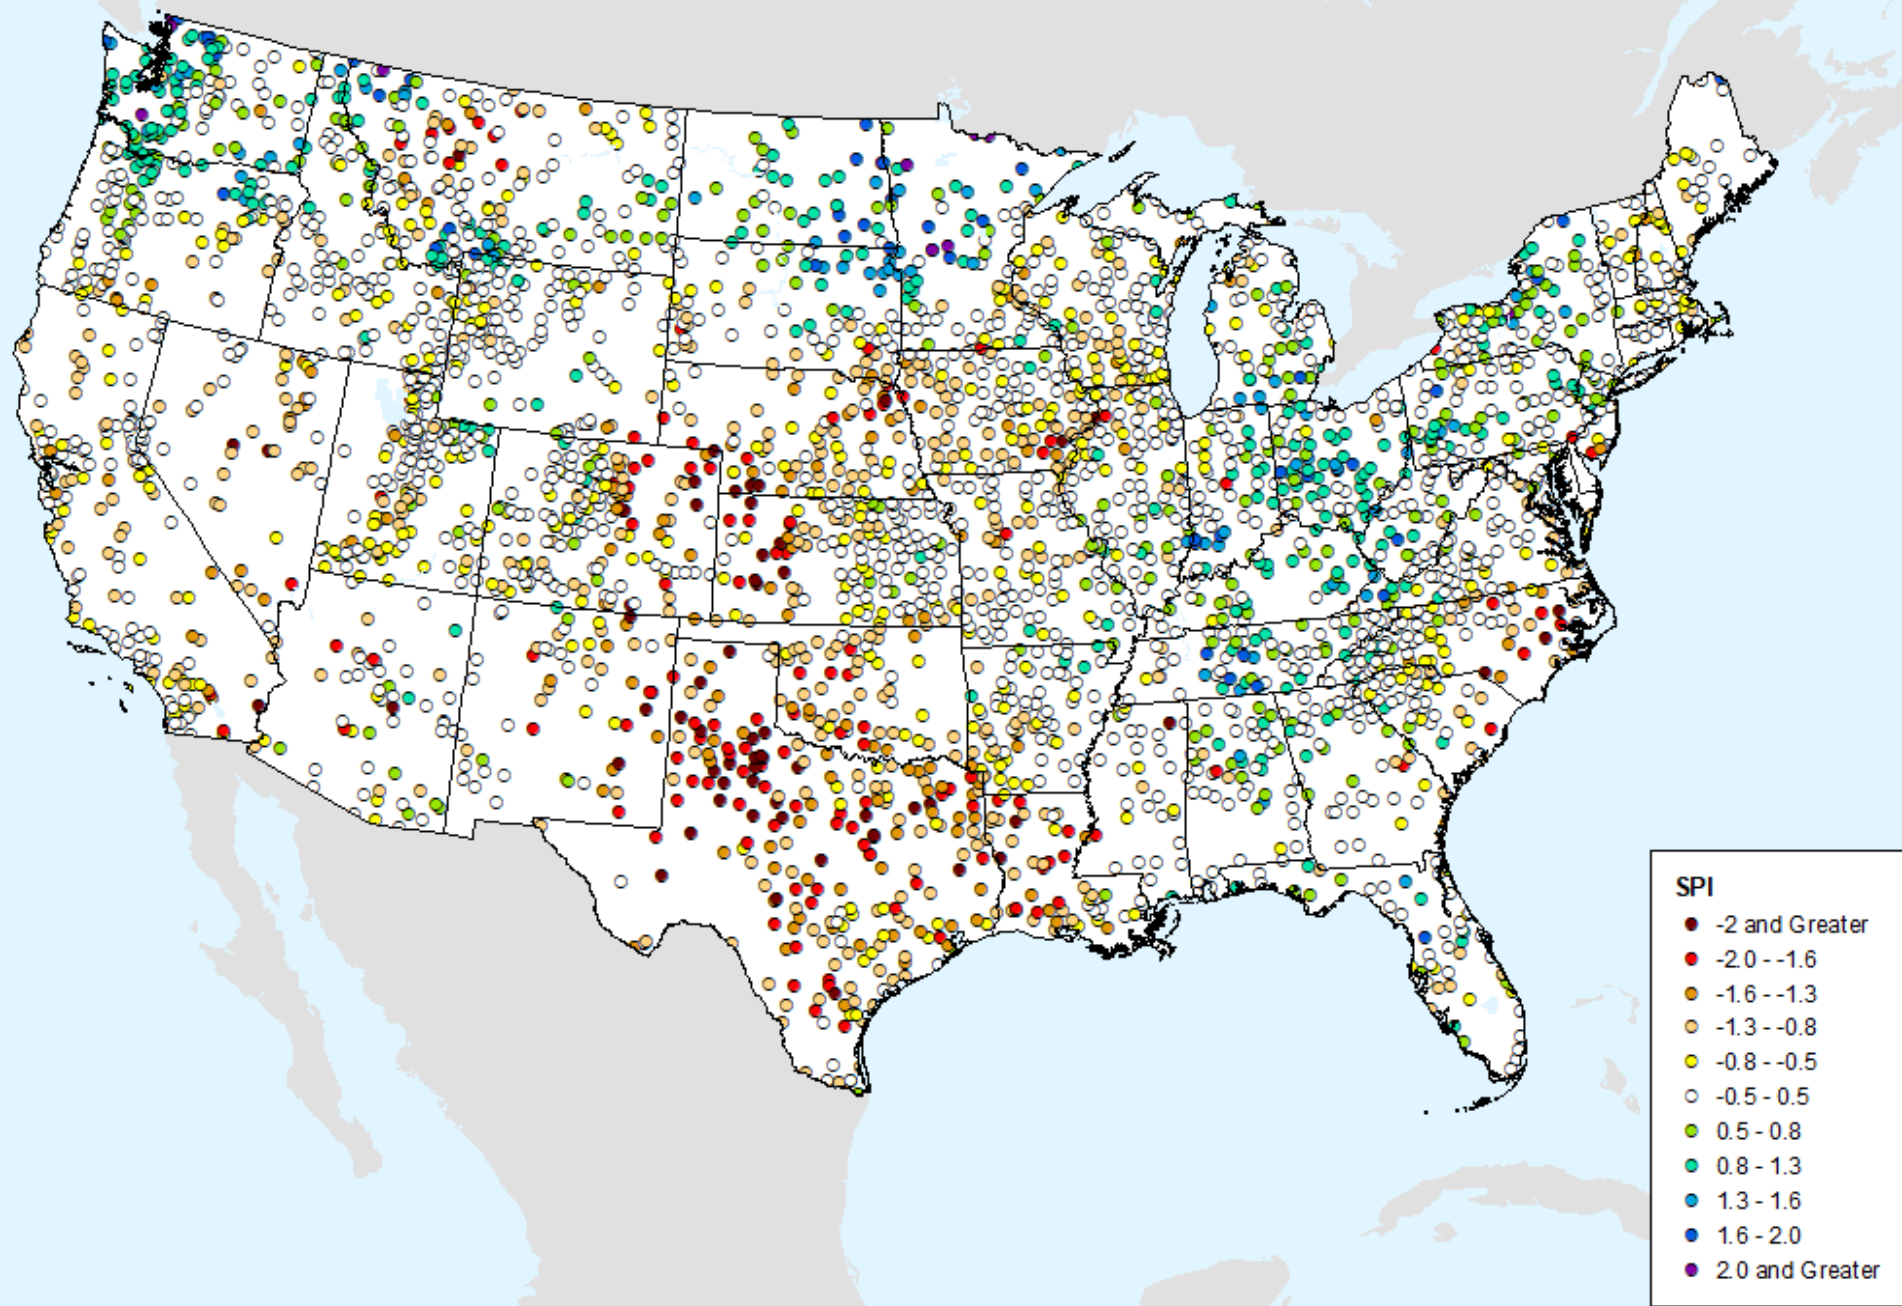 SPI
-2 and Greater
-2.0 - -1.6
-1.6 - -1.3
-1.3 - -0.8
-0.8 - -0.5
-0.5 - 0.5
0.5 - 0.8
0.8 - 1.3
1.3 - 1.6
1.6 - 2.0
2.0 and Greater